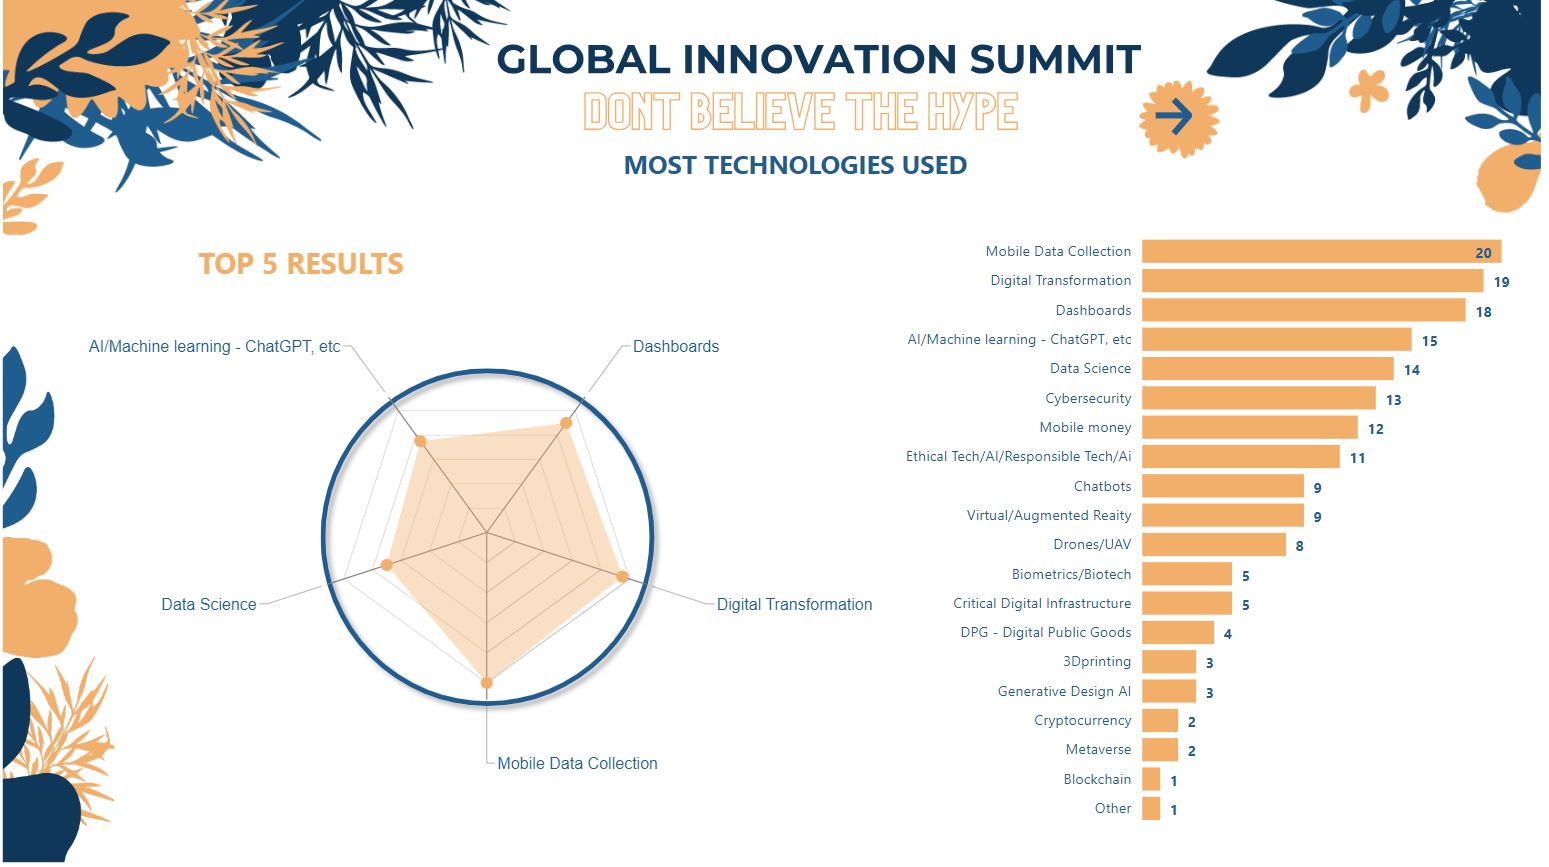 GLOBAL INNOVATION SUMMIT
DONT BELIEVE THE HYPE
MOST TECHNOLOGIES USED
TOP 5 RESULTS
AI/Machine learning - ChatGPT, etc
Dashboards
Data Science
Digital Transformation
Mobile Data Collection
Mobile Data Collection 20
Digital Transformation 19
Dashboards 18
AI/Machine learning - ChatGPT, etc 15
Data Science 14
Cybersecurity 13
Mobile money 12
Ethical Tech/AI/Responsible Tech/Ai 11
Chatbots 9
Virtual/Augmented Reaity 9
Drones/UAV 8
Biometrics/Biotech 5
Critical Digital Infrastructure 5
DPG - Digital Public Goods 4
3Dprinting 3
Generative Design AI 3
Cryptocurrency 2
Metaverse 2
Blockchain 1
Other 1